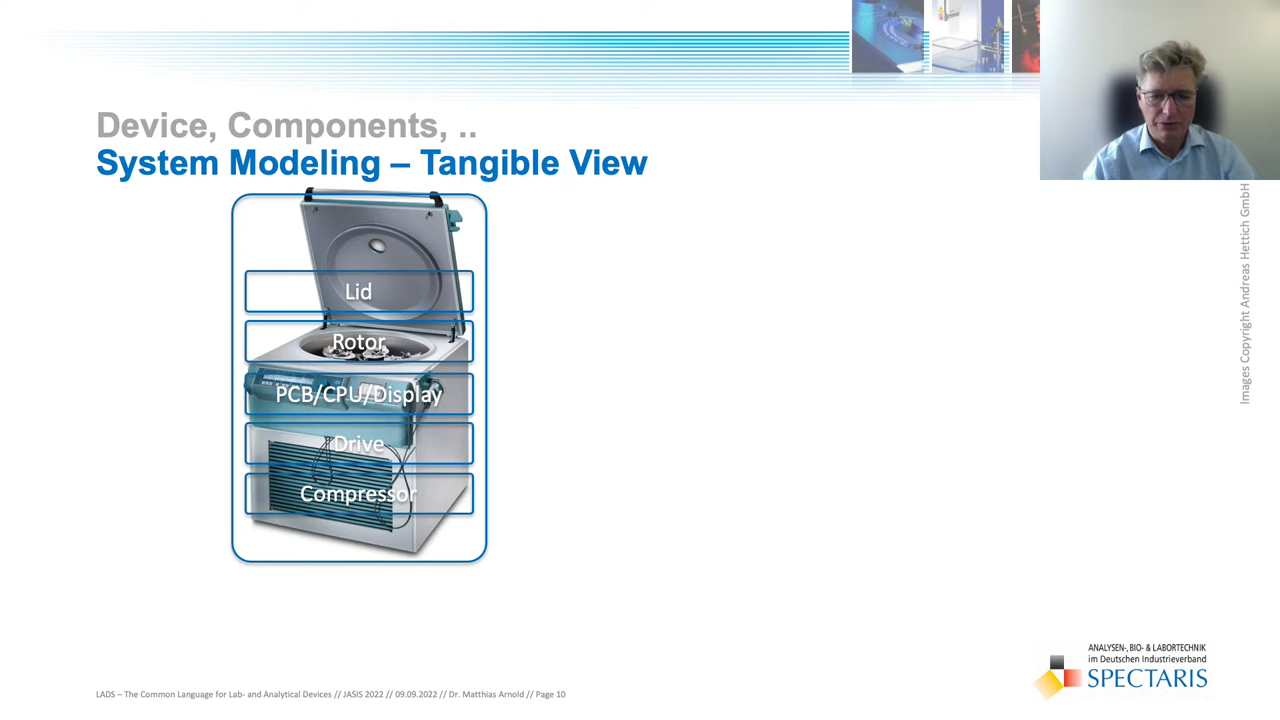 Device, Components, ..
System Modeling – Tangible View
Lid
Rotor
PCB/CPU/Display
Drive
Compressor
Images Copyright Andreas Hettich GmbH
ANALYSEN-, BIO- & LABORTECHNIK
im Deutschen Industrieverband
SPECTARIS
LADS – The Common Language for Lab- and Analytical Devices // JASIS 2022 // 09.09.2022 // Dr. Matthias Arnold // Page 10